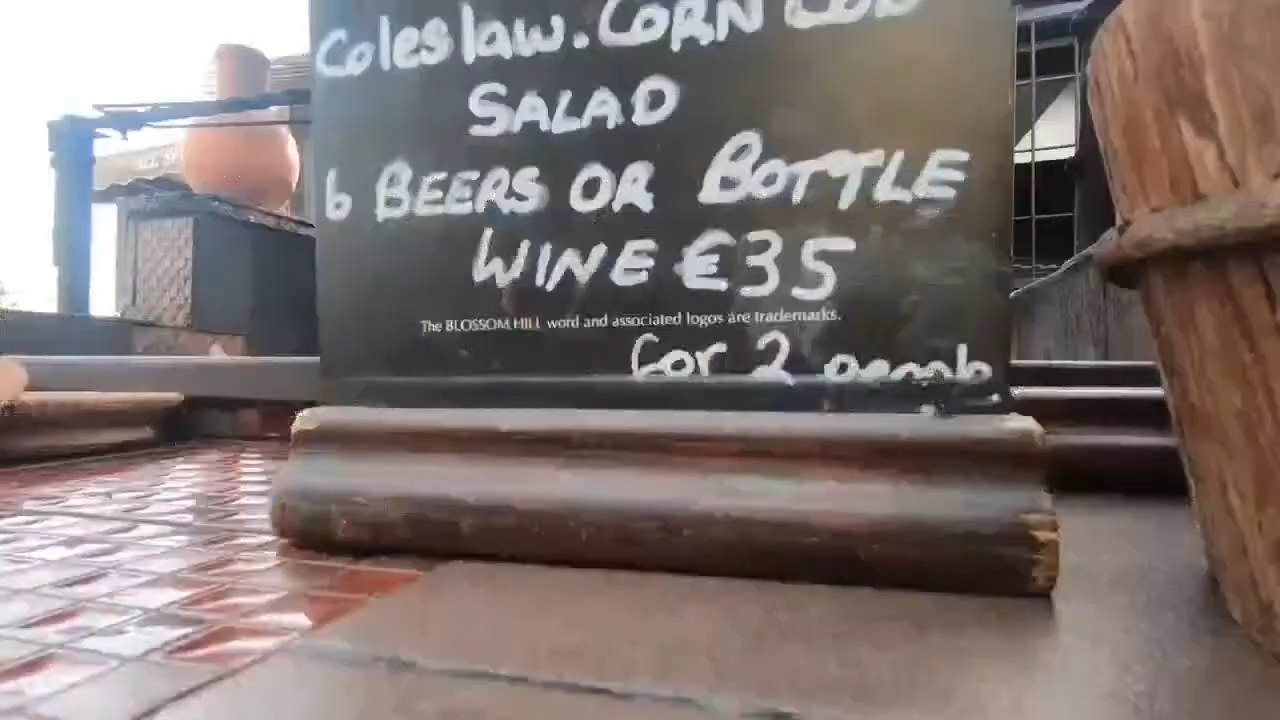 Coleslaw. CORN COB
SALAD
6 BEERS OR BOTTLE
WINE €35
The BLOSSOM HILL word and associated logos are trademarks.
for 2